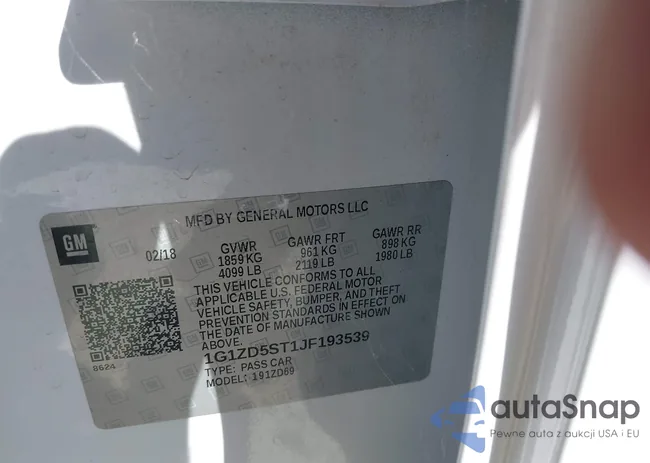 MFD BY GENERAL MOTORS LLC
GM
02/18
GVWR GAWR FRT GAWR RR
1859 KG 961 KG 898 KG
4099 LB 2119 LB 1980 LB
THIS VEHICLE CONFORMS TO ALL
APPLICABLE U.S. FEDERAL MOTOR
VEHICLE SAFETY, BUMPER, AND THEFT
PREVENTION STANDARDS IN EFFECT ON
THE DATE OF MANUFACTURE SHOWN
ABOVE.
8624
1G1ZD5ST1JF193539
TYPE: PASS CAR
MODEL: 191ZD69
autaSnap
Pewne auta z aukcji USA i EU